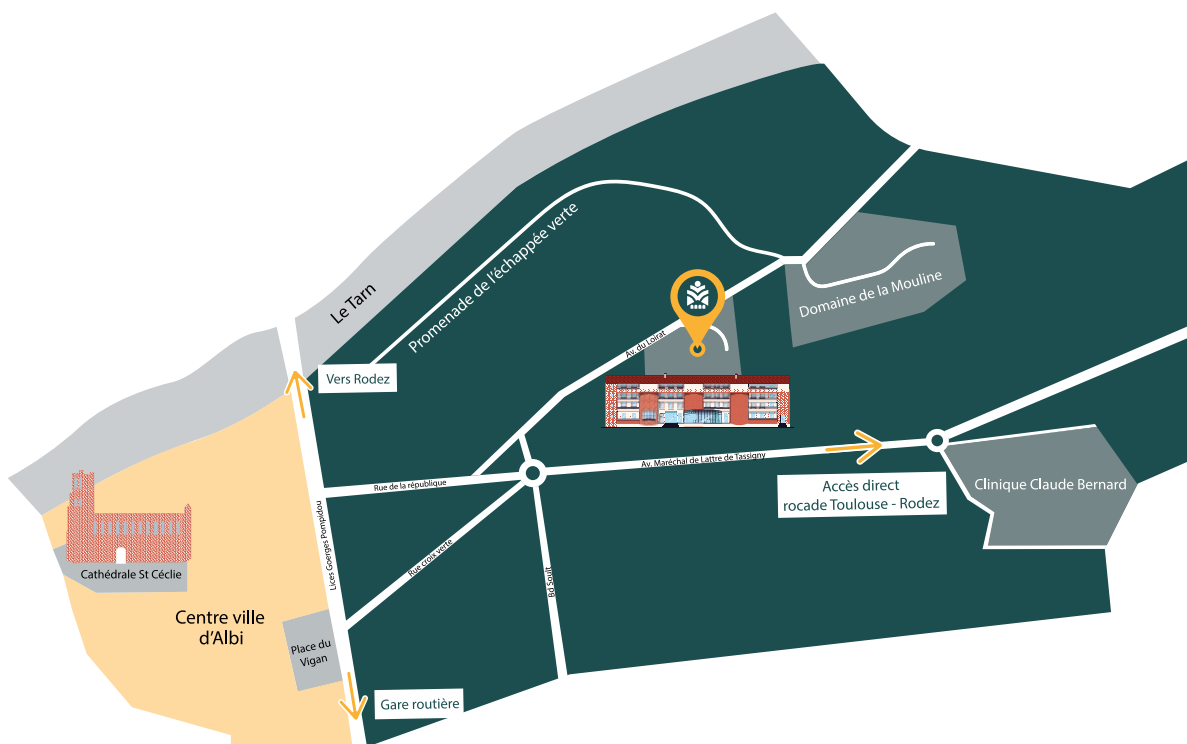 Le Tarn
Promenade de l'échappée verte
Domaine de la Mouline
Av. du Loirat
Vers Rodez
Av. Maréchal de Lattre de Tassigny
Rue de la république
Accès direct
rocade Toulouse - Rodez
Clinique Claude Bernard
Lices Goerges Pompidou
Rue croix verte
Bd Soult
Cathédrale St Céclie
Centre ville
d'Albi
Place du
Vigan
Gare routière